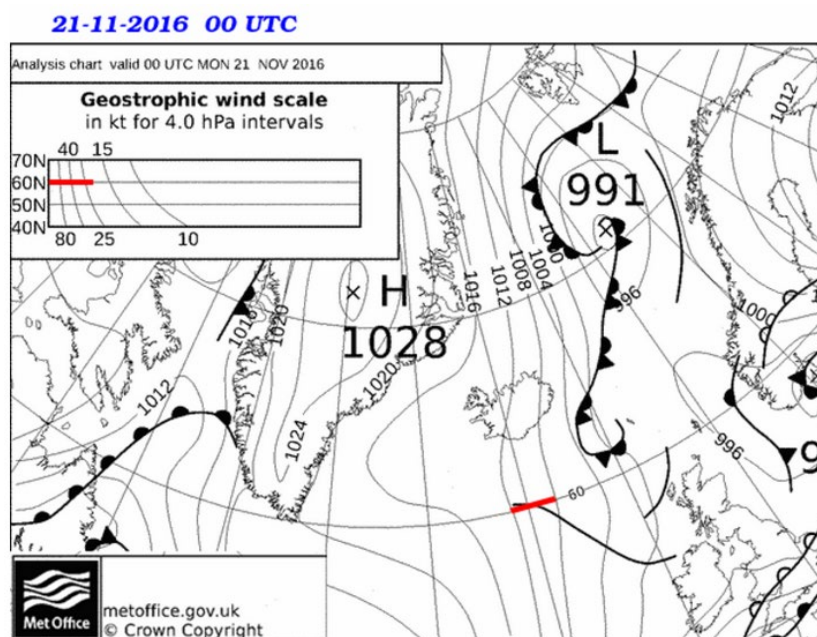 21-11-2016 00 UTC
Analysis chart valid 00 UTC MON 21 NOV 2016
Geostrophic wind scale
in kt for 4.0 hPa intervals
40 15
70N
60N
50N
40N
80 25 10
L
991
1012
1000
1016
1012
1008
1004
996
1000
H
1028
1016
1020
1020
1012
1024
996
9
60
Met Office
metoffice.gov.uk
© Crown Copyright